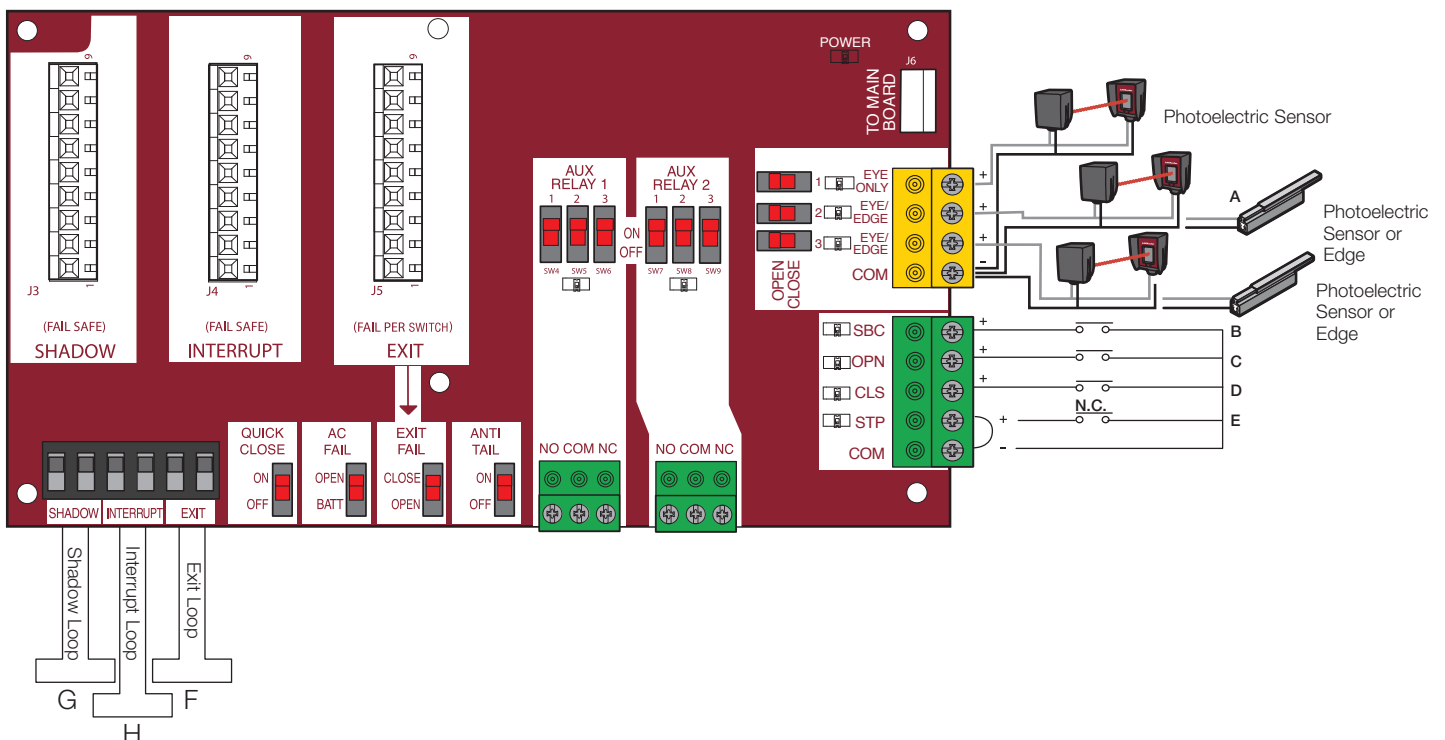 9
J3
1
(FAIL SAFE)
SHADOW
9
J4
1
(FAIL SAFE)
INTERRUPT
9
J5
1
(FAIL PER SWITCH)
EXIT
POWER
J6
TO MAIN
BOARD
AUX
RELAY 1
1 2 3
SW4 SW5 SW6
ON
OFF
AUX
RELAY 2
1 2 3
SW7 SW8 SW9
1 EYE
ONLY
2 EYE/
EDGE
3 EYE/
EDGE
COM
OPEN
CLOSE
+
+
+
-
Photoelectric Sensor
A
Photoelectric
Sensor or
Edge
Photoelectric
Sensor or
Edge
SBC
OPN
CLS
STP
COM
+
+
+
N.C.
+
-
B
C
D
E
QUICK
CLOSE
ON
OFF
AC
FAIL
OPEN
BATT
EXIT
FAIL
CLOSE
OPEN
ANTI
TAIL
ON
OFF
NO COM NC
NO COM NC
SHADOW
INTERRUPT
EXIT
Shadow Loop
Interrupt Loop
Exit Loop
G
H
F